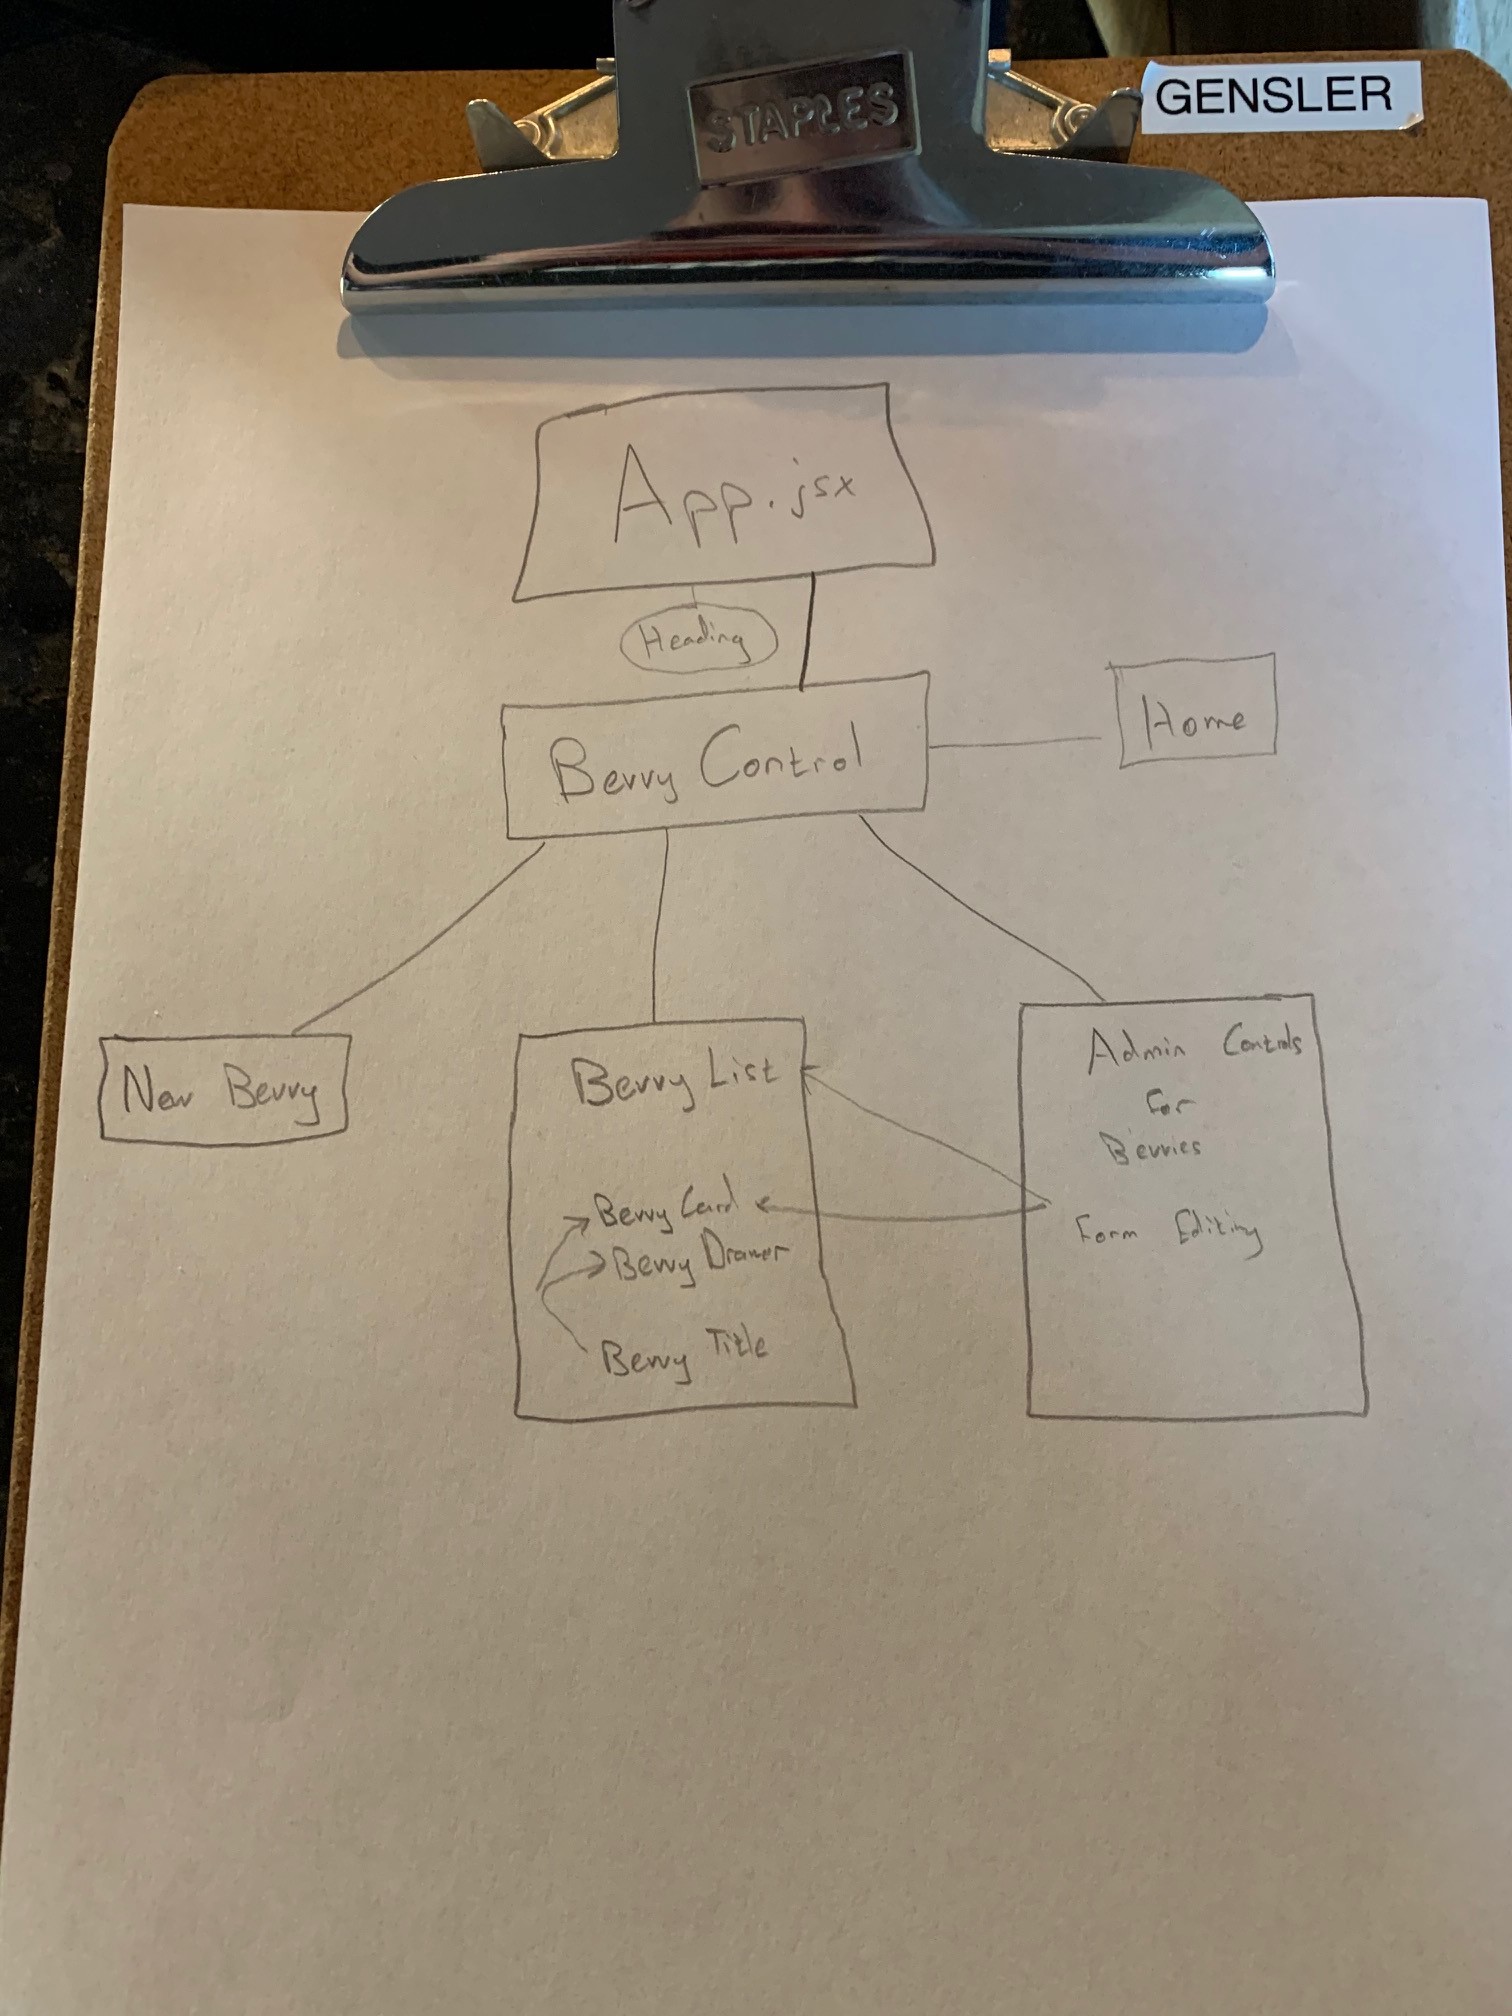 STAPLES
GENSLER
App.jsx
Heading
Berry Control
Home
New Berry
Berry List
Berry Card
Berry Drawer
Berry Title
Admin Controls
For
Berries
Form Editing